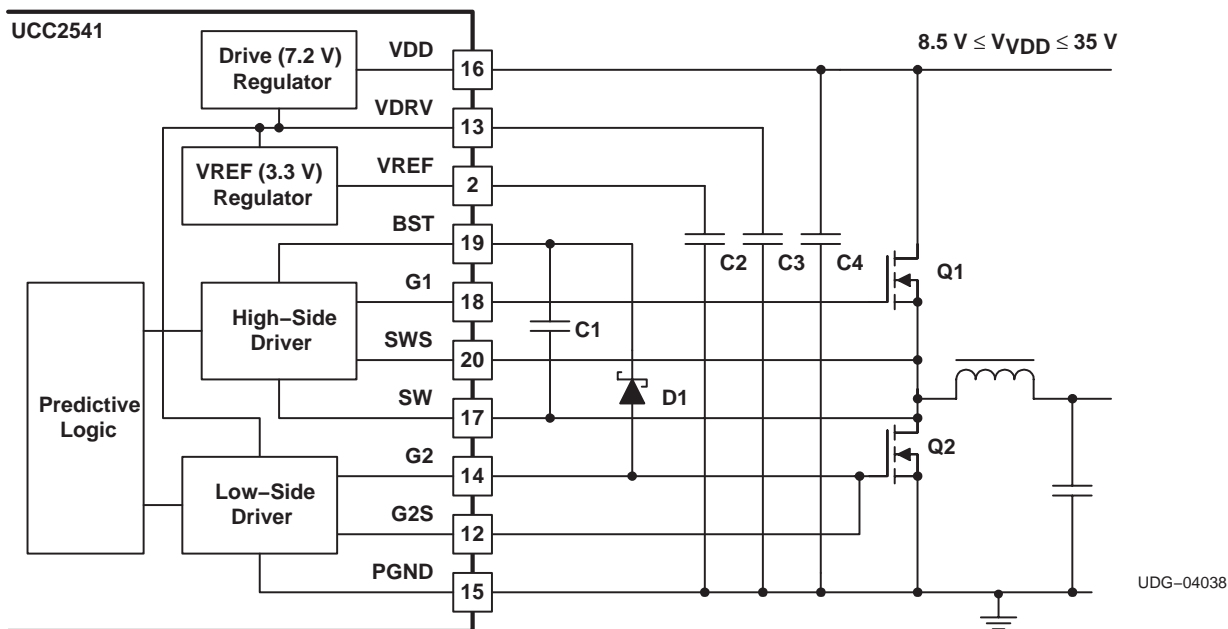 UCC2541
8.5 V ≤ VVDD ≤ 35 V
Drive (7.2 V)
Regulator
VDD
16
VDRV
13
VREF (3.3 V)
Regulator
VREF
2
BST
19
C2
C3
C4
Q1
G1
18
High−Side
Driver
C1
SWS
20
Predictive
Logic
SW
17
D1
G2
14
Q2
Low−Side
Driver
G2S
12
PGND
15
UDG−04038